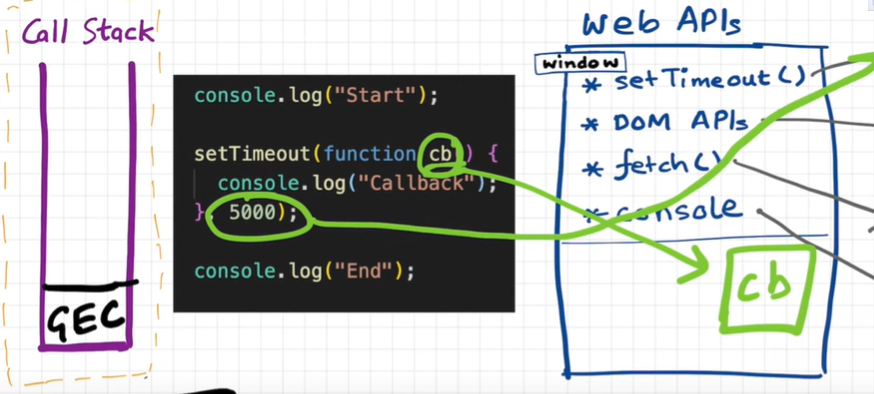 Call Stack
GEC
console.log("Start");
setTimeout(function cb() {
console.log("Callback");
}, 5000);
console.log("End");
Web APIs
window
* setTimeout()
* DOM APIs
* fetch()
* console
cb